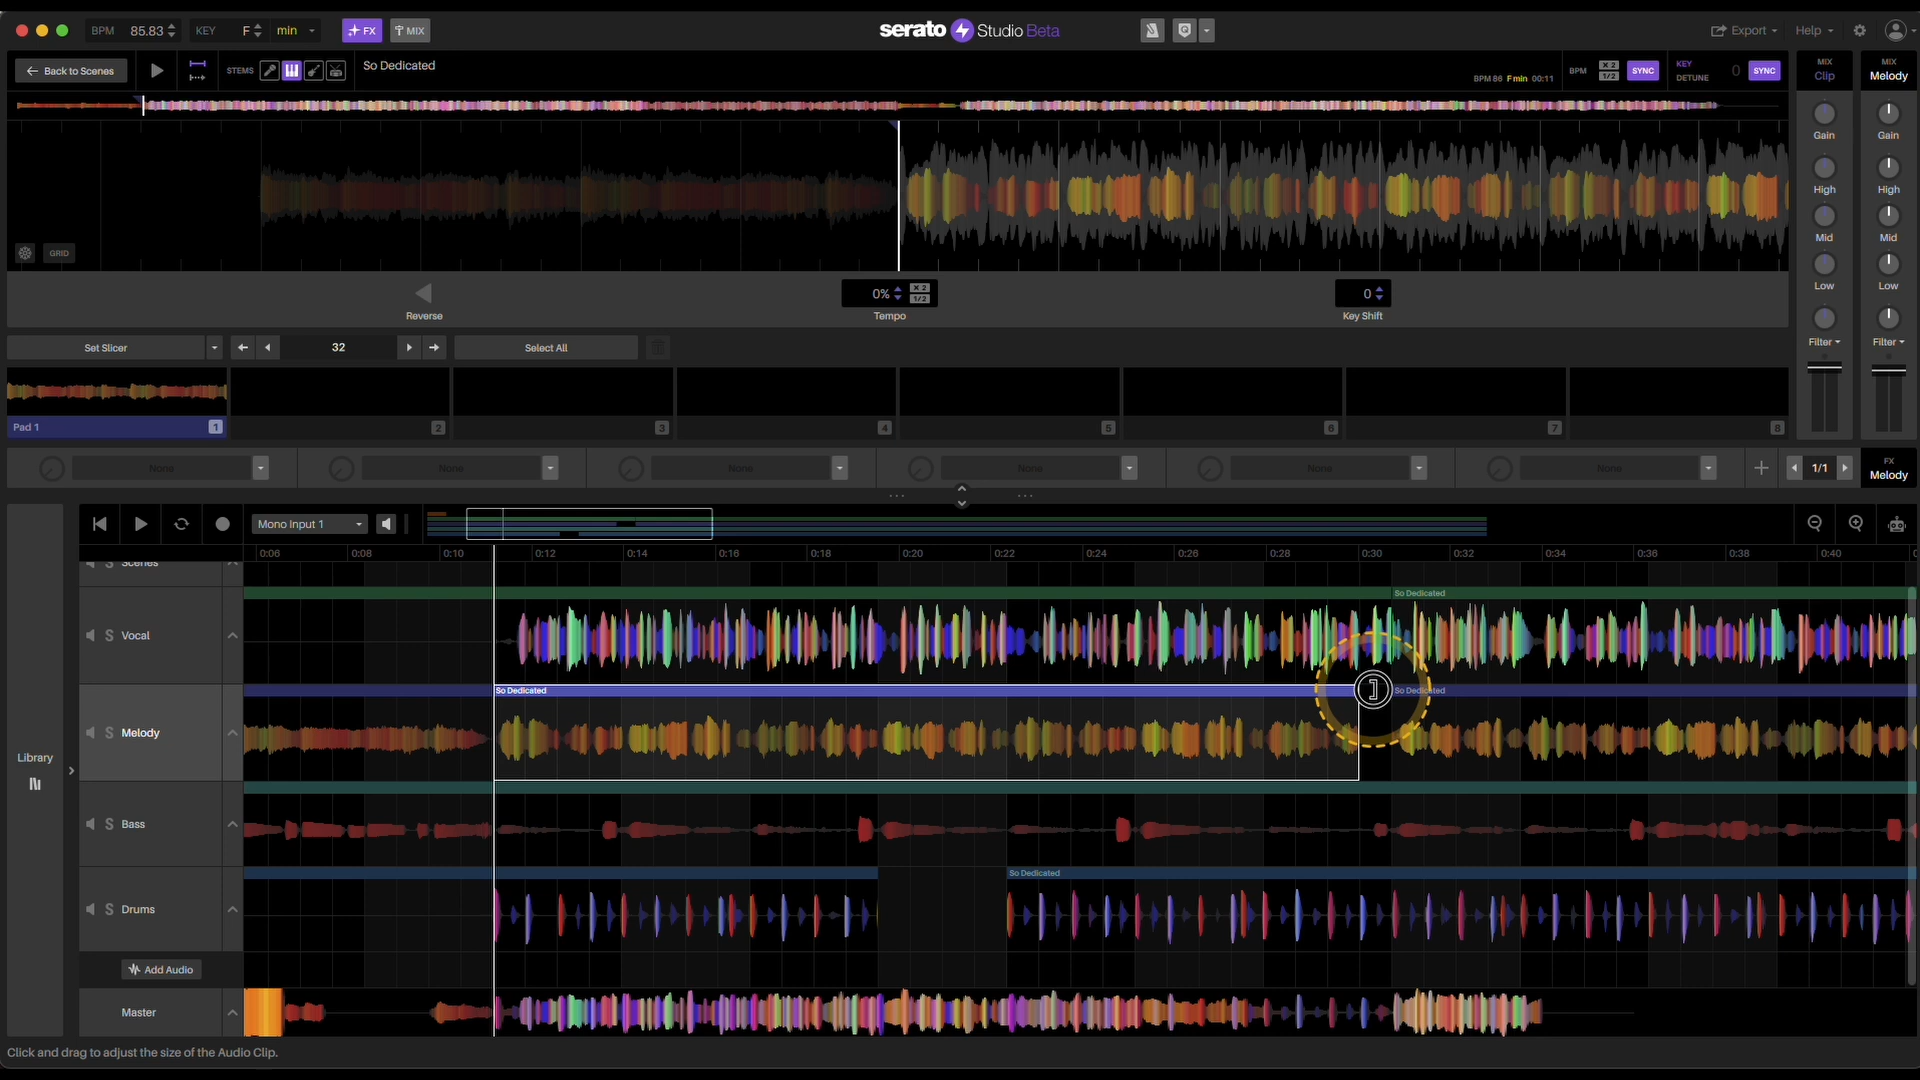 BPM 85.83 KEY F min FX MIX serato Studio Beta Export Help
Back to Scenes STEMS So Dedicated BPM 86 F min 00:11 BPM X 2 1/2 SYNC KEY DETUNE 0 SYNC MIX Clip MIX Melody
Gain Gain
High High
Mid Mid
Low Low
Filter Filter
GRID
0% X 2 1/2 0
Reverse Tempo Key Shift
Set Slicer 32 Select All
Pad 1 1 2 3 4 5 6 7 8
None None None None None None 1/1 FX Melody
Mono Input 1
0:06 0:08 0:10 0:12 0:14 0:16 0:18 0:20 0:22 0:24 0:26 0:28 0:30 0:32 0:34 0:36 0:38 0:40
S Scenes
So Dedicated
S Vocal
So Dedicated So Dedicated
S Melody
Library
S Bass
So Dedicated
S Drums
Add Audio
Master
Click and drag to adjust the size of the Audio Clip.